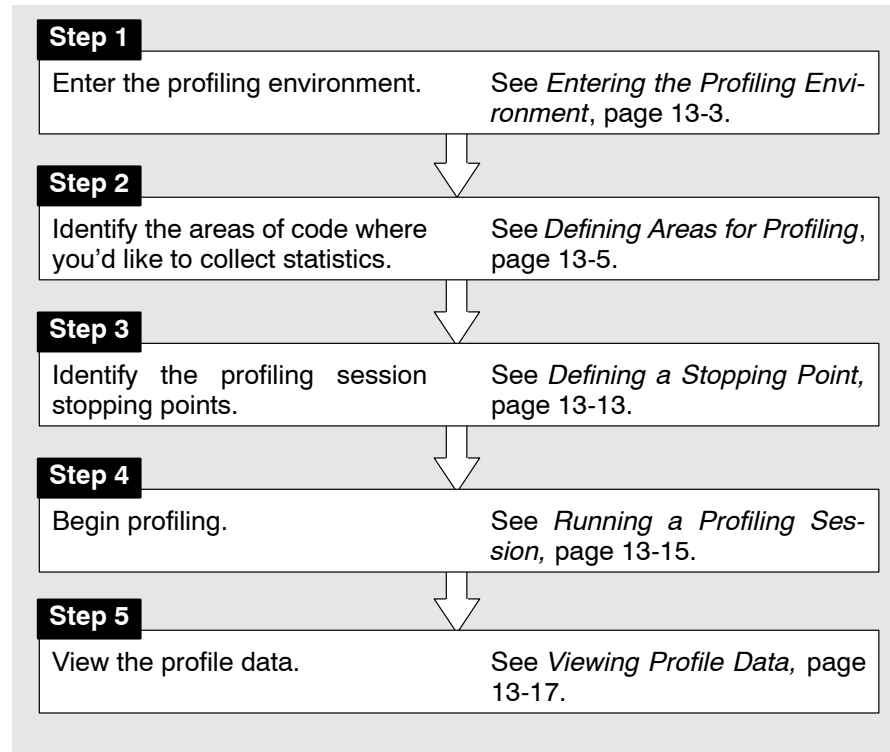 Step 1
Enter the profiling environment.
See Entering the Profiling Envi-
ronment, page 13-3.
Step 2
Identify the areas of code where
you'd like to collect statistics.
See Defining Areas for Profiling,
page 13-5.
Step 3
Identify the profiling session
stopping points.
See Defining a Stopping Point,
page 13-13.
Step 4
Begin profiling.
See Running a Profiling Ses-
sion, page 13-15.
Step 5
View the profile data.
See Viewing Profile Data, page
13-17.